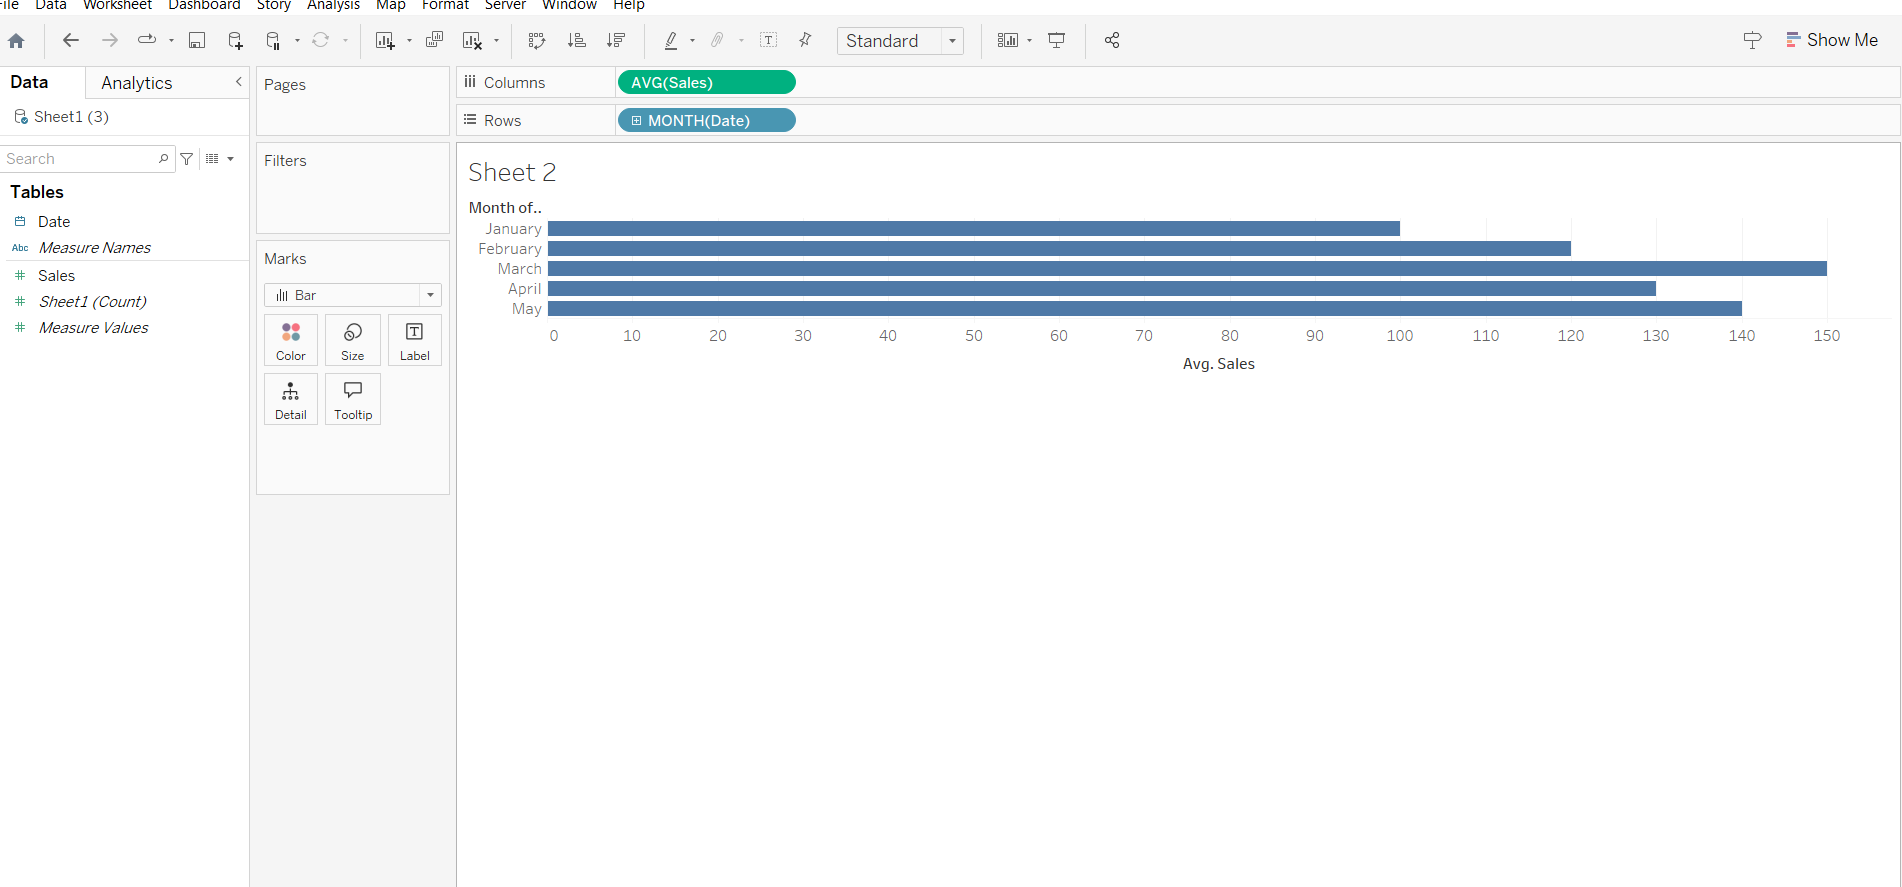 File Data Worksheet Dashboard Story Analysis Map Format Server Window Help
Standard
Show Me
Data Analytics
Sheet1 (3)
Search
Tables
Date
Abc Measure Names
Sales
Sheet1 (Count)
Measure Values
Pages
Filters
Marks
Bar
Color Size Label
Detail Tooltip
Columns AVG(Sales)
Rows MONTH(Date)
Sheet 2
Month of..
January
February
March
April
May
0 10 20 30 40 50 60 70 80 90 100 110 120 130 140 150
Avg. Sales